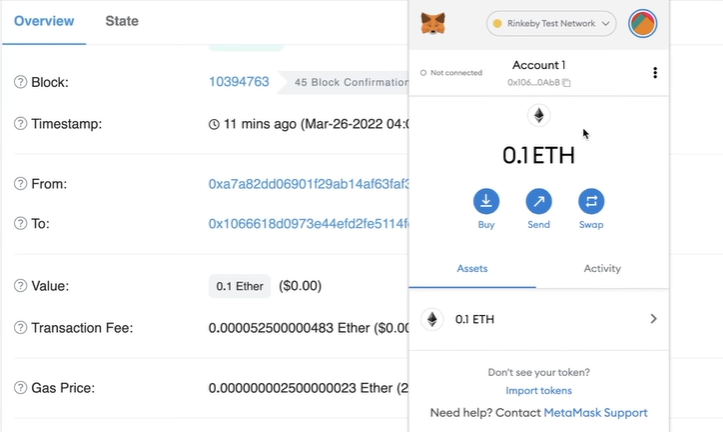 Overview State
Block: 10394763 45 Block Confirmation
Timestamp: 11 mins ago (Mar-26-2022 04:0
From: 0xa7a82dd06901f29ab14af63faf3
To: 0x1066618d0973e44efd2fe5114f
Value: 0.1 Ether ($0.00)
Transaction Fee: 0.000052500000483 Ether ($0.00
Gas Price: 0.000000002500000023 Ether (2
Rinkeby Test Network
Not connected
Account 1
0x106...0AbB
0.1 ETH
Buy Send Swap
Assets Activity
0.1 ETH
Don't see your token?
Import tokens
Need help? Contact MetaMask Support